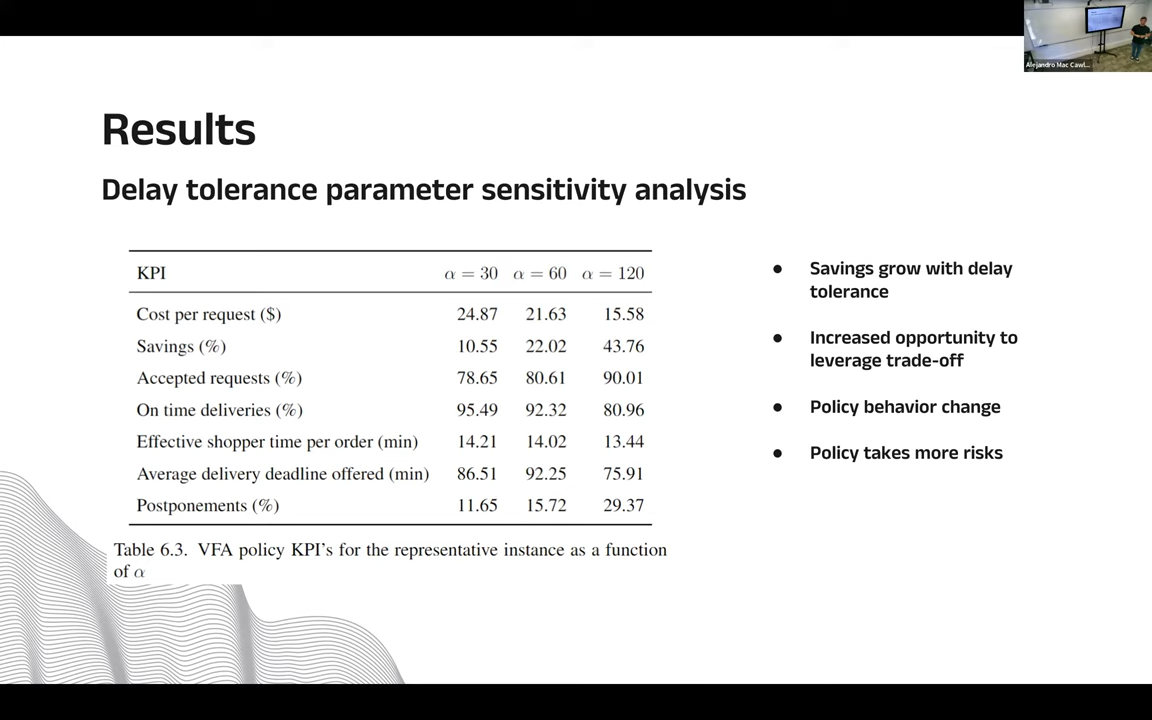 Alejandro Mac Cawl...
Results
Delay tolerance parameter sensitivity analysis
KPI α = 30 α = 60 α = 120
Cost per request ($) 24.87 21.63 15.58
Savings (%) 10.55 22.02 43.76
Accepted requests (%) 78.65 80.61 90.01
On time deliveries (%) 95.49 92.32 80.96
Effective shopper time per order (min) 14.21 14.02 13.44
Average delivery deadline offered (min) 86.51 92.25 75.91
Postponements (%) 11.65 15.72 29.37
Table 6.3. VFA policy KPI's for the representative instance as a function
of α
● Savings grow with delay
tolerance
● Increased opportunity to
leverage trade-off
● Policy behavior change
● Policy takes more risks